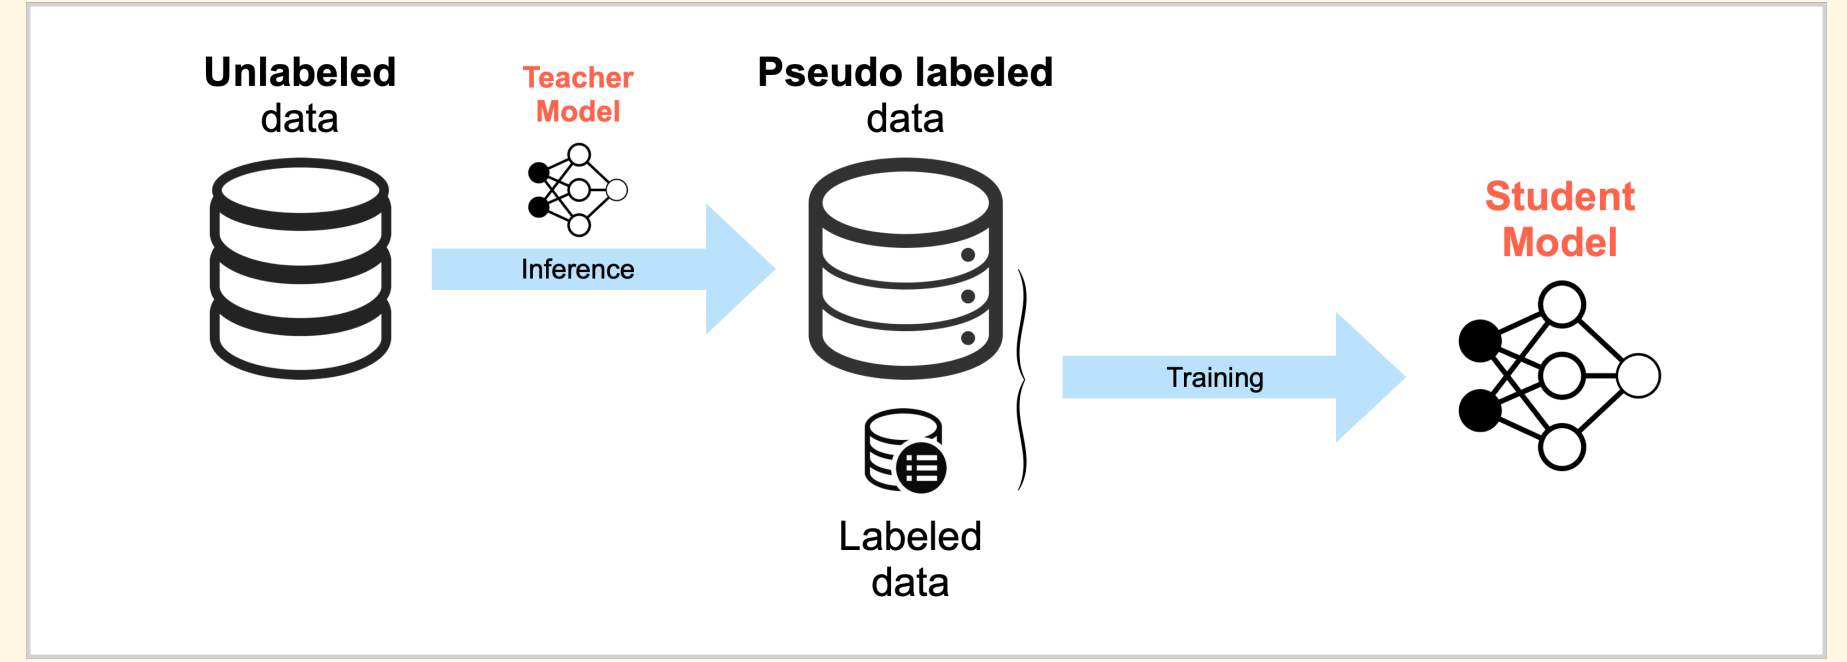 Unlabeled
data
Teacher
Model
Inference
Pseudo labeled
data
Labeled
data
Training
Student
Model